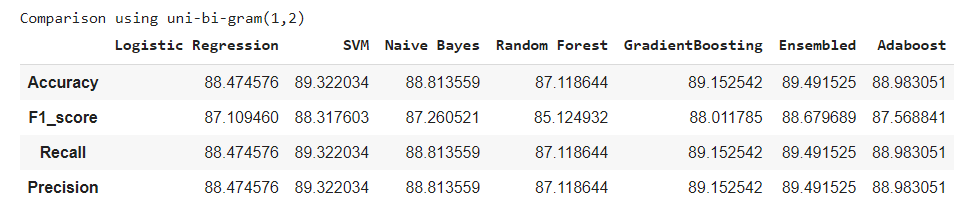 Comparison using uni-bi-gram(1,2)
Logistic Regression SVM Naive Bayes Random Forest GradientBoosting Ensembled Adaboost
Accuracy 88.474576 89.322034 88.813559 87.118644 89.152542 89.491525 88.983051
F1_score 87.109460 88.317603 87.260521 85.124932 88.011785 88.679689 87.568841
Recall 88.474576 89.322034 88.813559 87.118644 89.152542 89.491525 88.983051
Precision 88.474576 89.322034 88.813559 87.118644 89.152542 89.491525 88.983051